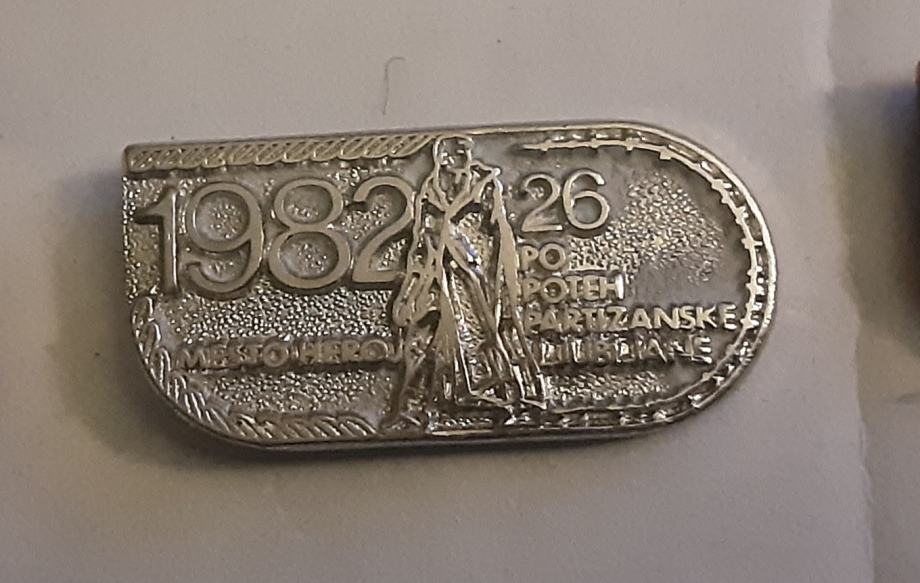 1982
MESTO HEROJ
26
PO
POTEH
PARTIZANSKE
LJUBLJANE